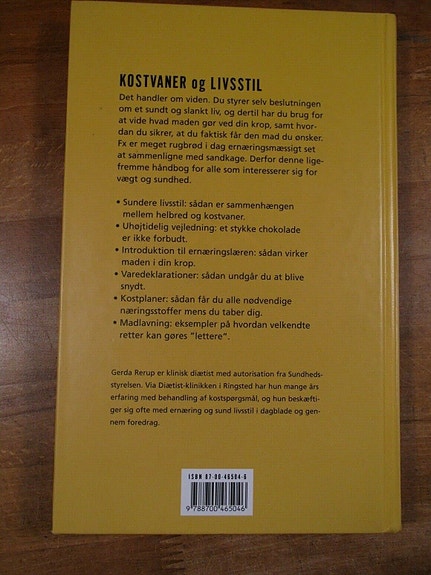 KOSTVANER og LIVSSTIL
Det handler om viden. Du styrer selv beslutningen
om et sundt og slankt liv, og dertil har du brug for
at vide hvad maden gør ved din krop, samt hvor-
dan du sikrer, at du faktisk får den mad du ønsker.
Fx er meget rugbrød i dag ernæringsmæssigt set
at sammenligne med sandkage. Derfor denne lige-
fremme håndbog for alle som interesserer sig for
vægt og sundhed.
• Sundere livsstil: sådan er sammenhængen
mellem helbred og kostvaner.
• Uhøjtidelig vejledning: et stykke chokolade
er ikke forbudt.
• Introduktion til ernæringslæren: sådan virker
maden i din krop.
• Varedeklarationer: sådan undgår du at blive
snydt.
• Kostplaner: sådan får du alle nødvendige
næringsstoffer mens du taber dig.
• Madlavning: eksempler på hvordan velkendte
retter kan gøres "lettere".
Gerda Rerup er klinisk diætist med autorisation fra Sundheds-
styrelsen. Via Diætist-klinikken i Ringsted har hun mange års
erfaring med behandling af kostspørgsmål, og hun beskæfti-
ger sig ofte med ernæring og sund livsstil i dagblade og gen-
nem foredrag.
ISBN 87-00-46504-6
9 788700 465046